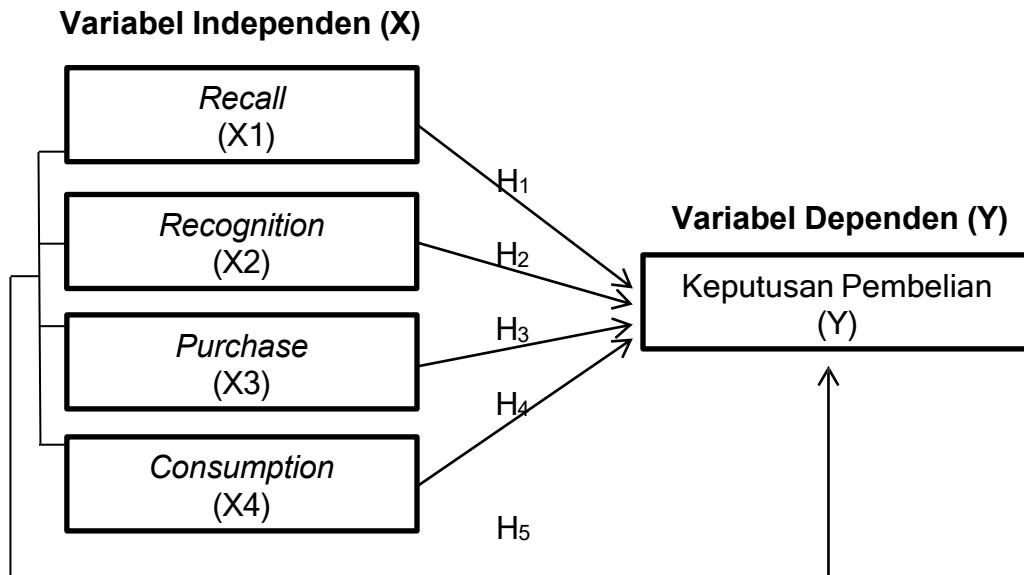 Variabel Independen (X)
Recall
(X1)
H₁
Recognition
(X2)
H₂
Variabel Dependen (Y)
Keputusan Pembelian
(Y)
Purchase
(X3)
H₃
H₄
Consumption
(X4)
H₅